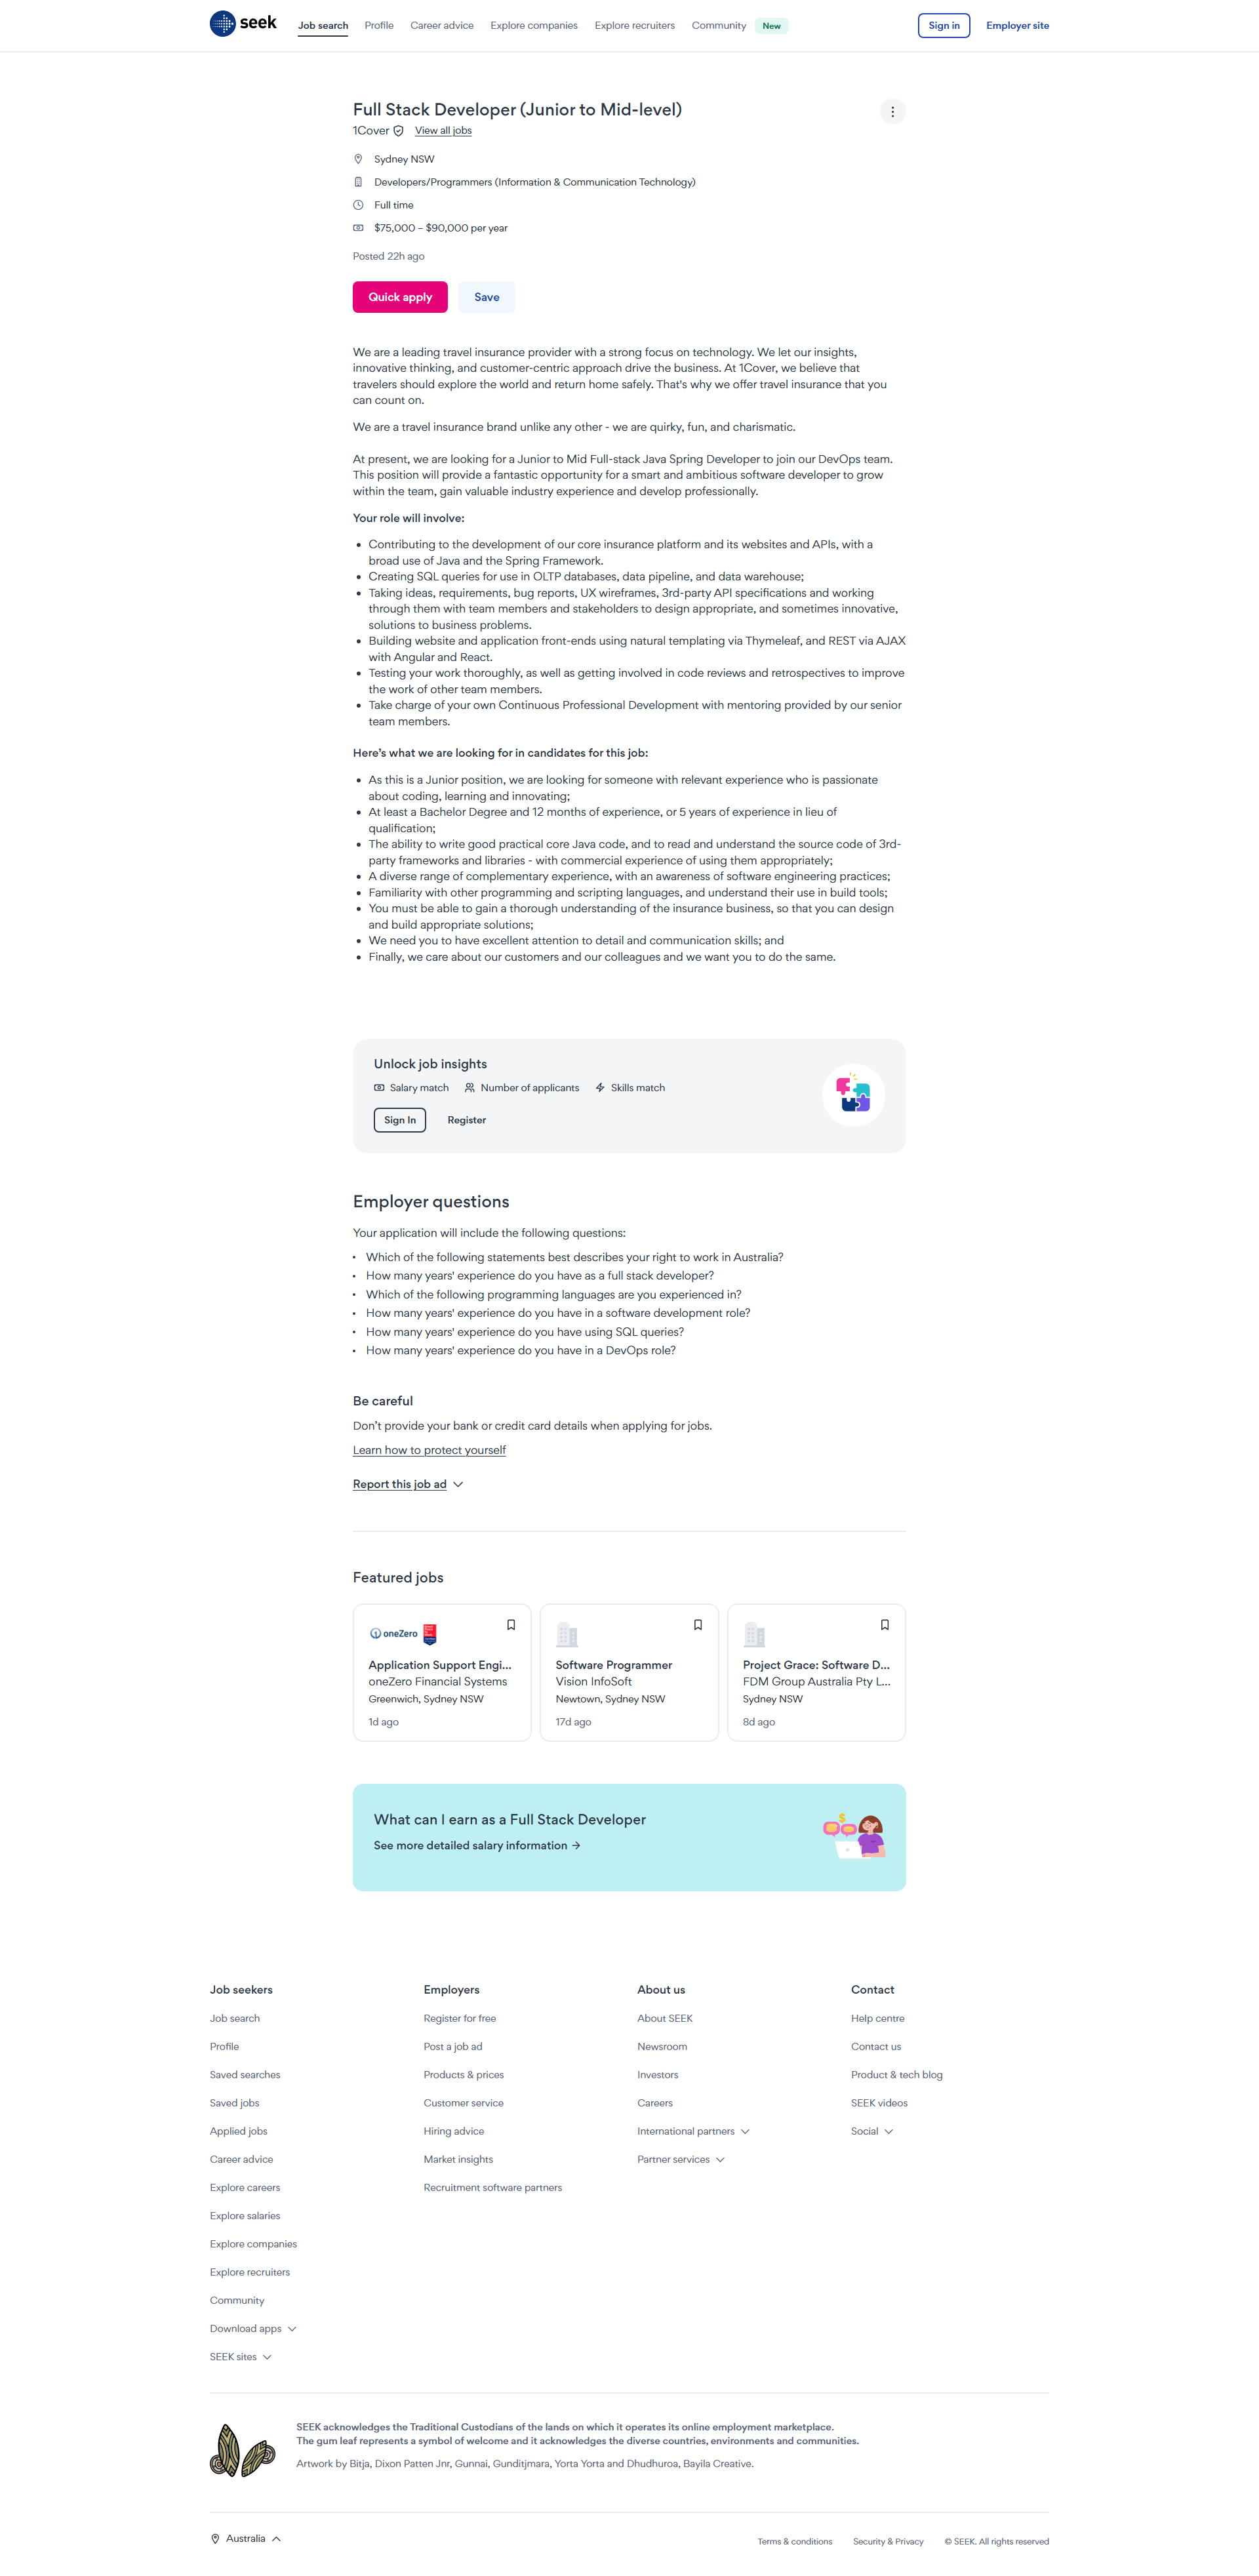 seek
Job search
Profile
Career advice
Explore companies
Explore recruiters
Community
New
Sign in
Employer site
Full Stack Developer (Junior to Mid-level)
1Cover
View all jobs
Sydney NSW
Developers/Programmers (Information & Communication Technology)
Full time
$75,000 – $90,000 per year
Posted 22h ago
Quick apply
Save
We are a leading travel insurance provider with a strong focus on technology. We let our insights,
innovative thinking, and customer-centric approach drive the business. At 1Cover, we believe that
travelers should explore the world and return home safely. That's why we offer travel insurance that you
can count on.
We are a travel insurance brand unlike any other - we are quirky, fun, and charismatic.
At present, we are looking for a Junior to Mid Full-stack Java Spring Developer to join our DevOps team.
This position will provide a fantastic opportunity for a smart and ambitious software developer to grow
within the team, gain valuable industry experience and develop professionally.
Your role will involve:
• Contributing to the development of our core insurance platform and its websites and APIs, with a
broad use of Java and the Spring Framework.
• Creating SQL queries for use in OLTP databases, data pipeline, and data warehouse;
• Taking ideas, requirements, bug reports, UX wireframes, 3rd-party API specifications and working
through them with team members and stakeholders to design appropriate, and sometimes innovative,
solutions to business problems.
• Building website and application front-ends using natural templating via Thymeleaf, and REST via AJAX
with Angular and React.
• Testing your work thoroughly, as well as getting involved in code reviews and retrospectives to improve
the work of other team members.
• Take charge of your own Continuous Professional Development with mentoring provided by our senior
team members.
Here's what we are looking for in candidates for this job:
• As this is a Junior position, we are looking for someone with relevant experience who is passionate
about coding, learning and innovating;
• At least a Bachelor Degree and 12 months of experience, or 5 years of experience in lieu of
qualification;
• The ability to write good practical core Java code, and to read and understand the source code of 3rd-
party frameworks and libraries - with commercial experience of using them appropriately;
• A diverse range of complementary experience, with an awareness of software engineering practices;
• Familiarity with other programming and scripting languages, and understand their use in build tools;
• You must be able to gain a thorough understanding of the insurance business, so that you can design
and build appropriate solutions;
• We need you to have excellent attention to detail and communication skills; and
• Finally, we care about our customers and our colleagues and we want you to do the same.
Unlock job insights
Salary match
Number of applicants
Skills match
Sign In
Register
Employer questions
Your application will include the following questions:
• Which of the following statements best describes your right to work in Australia?
• How many years' experience do you have as a full stack developer?
• Which of the following programming languages are you experienced in?
• How many years' experience do you have in a software development role?
• How many years' experience do you have using SQL queries?
• How many years' experience do you have in a DevOps role?
Be careful
Don't provide your bank or credit card details when applying for jobs.
Learn how to protect yourself
Report this job ad
Featured jobs
oneZero
Application Support Engi...
oneZero Financial Systems
Greenwich, Sydney NSW
1d ago
Software Programmer
Vision InfoSoft
Newtown, Sydney NSW
17d ago
Project Grace: Software D...
FDM Group Australia Pty L...
Sydney NSW
8d ago
What can I earn as a Full Stack Developer
See more detailed salary information →
Job seekers
Job search
Profile
Saved searches
Saved jobs
Applied jobs
Career advice
Explore careers
Explore salaries
Explore companies
Explore recruiters
Community
Download apps
SEEK sites
Employers
Register for free
Post a job ad
Products & prices
Customer service
Hiring advice
Market insights
Recruitment software partners
About us
About SEEK
Newsroom
Investors
Careers
International partners
Partner services
Contact
Help centre
Contact us
Product & tech blog
SEEK videos
Social
SEEK acknowledges the Traditional Custodians of the lands on which it operates its online employment marketplace.
The gum leaf represents a symbol of welcome and it acknowledges the diverse countries, environments and communities.
Artwork by Bitja, Dixon Patten Jnr, Gunnai, Gunditjmara, Yorta Yorta and Dhudhuroa, Bayila Creative.
Australia
Terms & conditions
Security & Privacy
© SEEK. All rights reserved